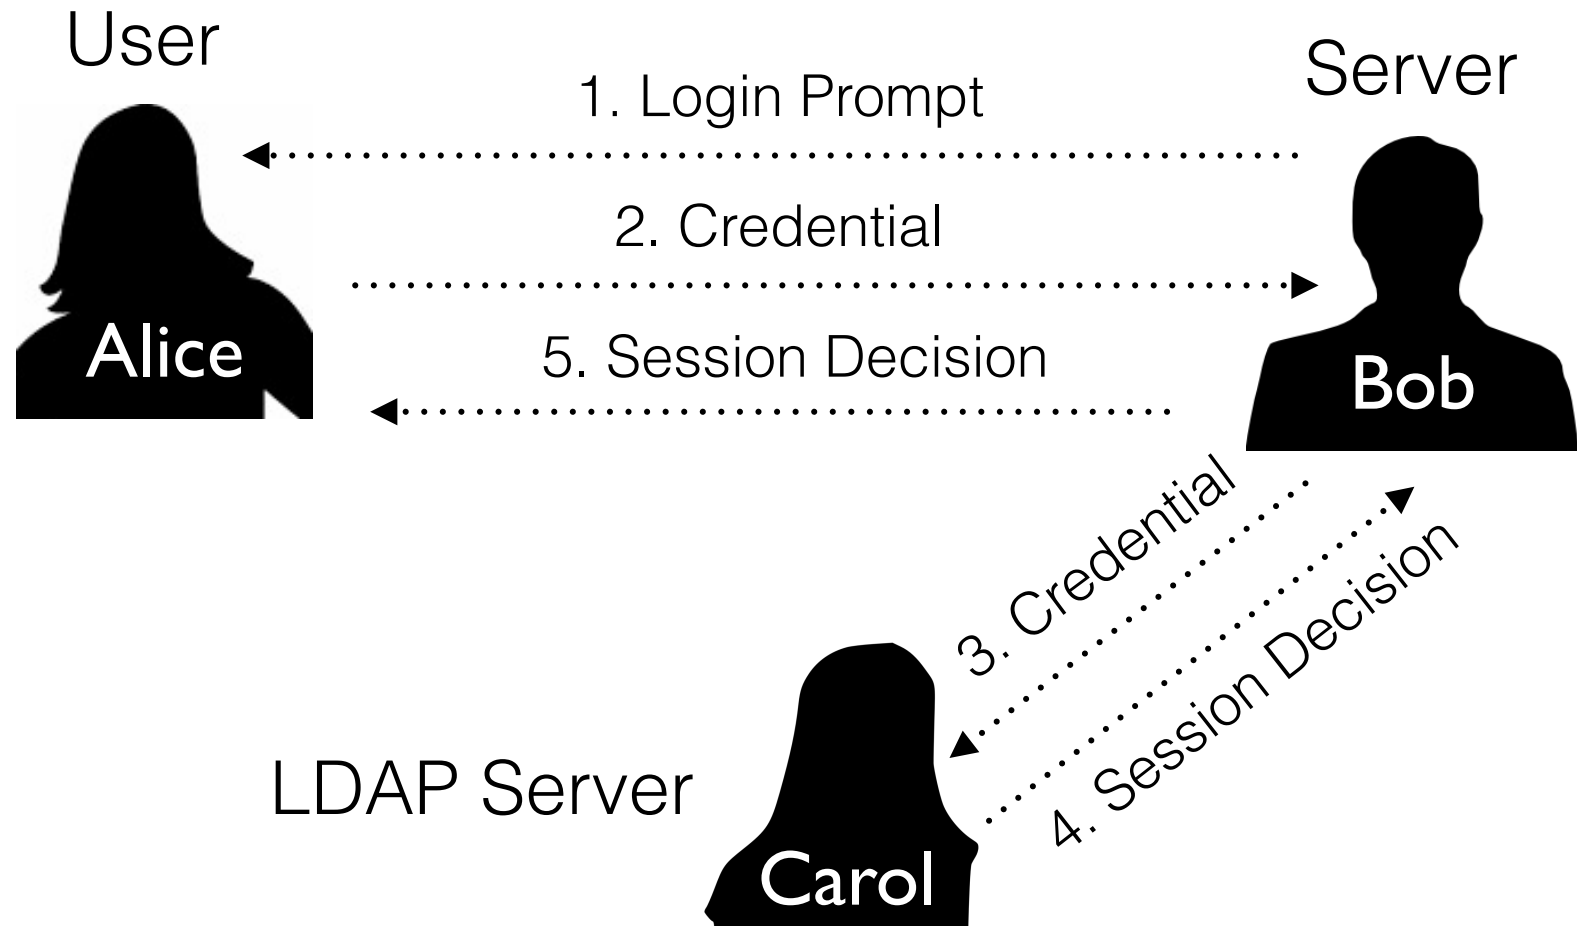 User
Server
1. Login Prompt
2. Credential
Alice
5. Session Decision
Bob
3. Credential
4. Session Decision
LDAP Server
Carol